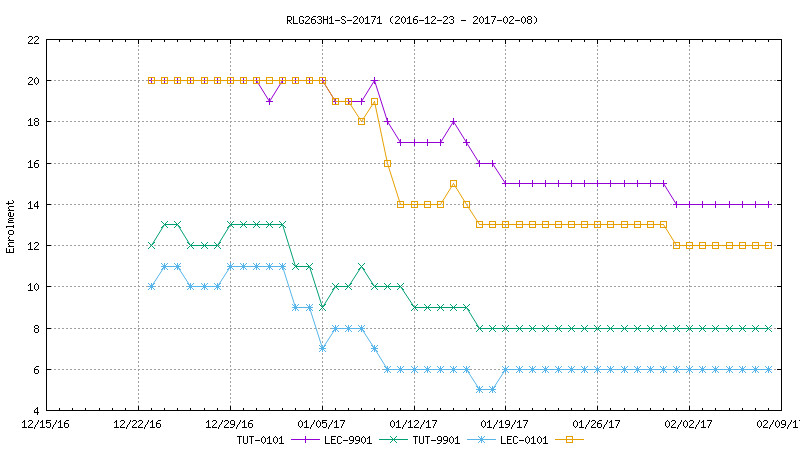 RLG263H1-S-20171 (2016-12-23 - 2017-02-08)
22
20
18
16
14
12
10
8
6
4
Enrolment
12/15/16 12/22/16 12/29/16 01/05/17 01/12/17 01/19/17 01/26/17 02/02/17 02/09/17
TUT-0101 LEC-9901 TUT-9901 LEC-0101